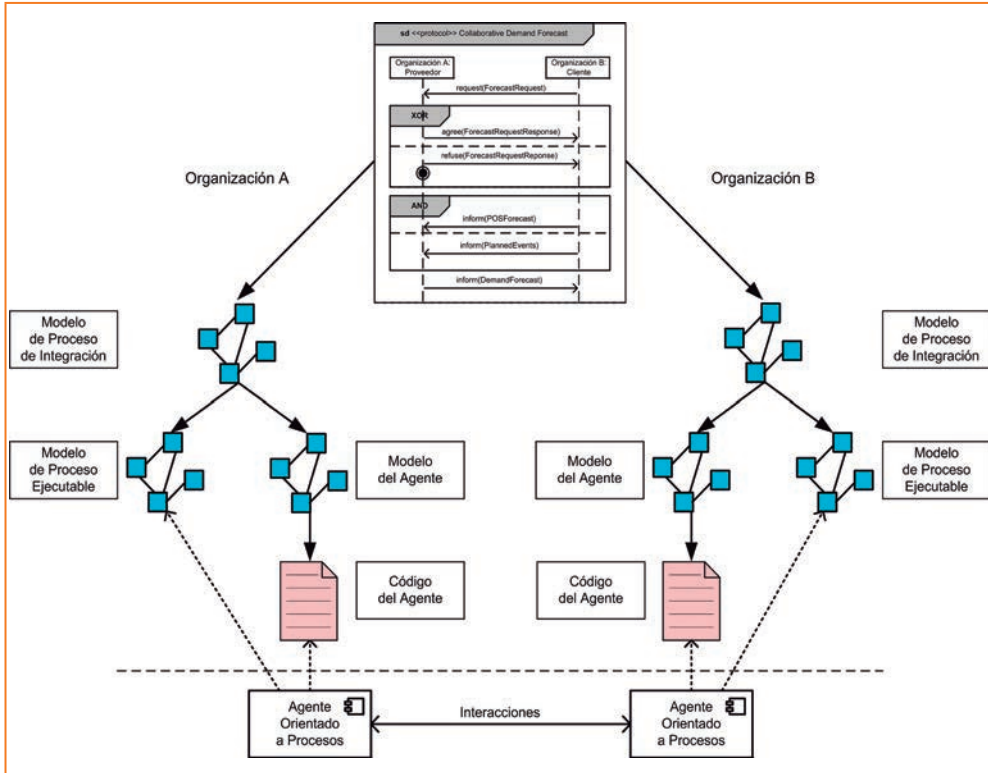 sd <<protocol>> Collaborative Demand Forecast
Organización A:
Proveedor
Organización B:
Cliente
request(ForecastRequest)
XOR
agree(ForecastRequestResponse)
refuse(ForecastRequestReponse)
AND
inform(POSForecast)
inform(PlannedEvents)
inform(DemandForecast)
Organización A
Organización B
Modelo
de Proceso
de Integración
Modelo
de Proceso
de Integración
Modelo
de Proceso
Ejecutable
Modelo
del Agente
Modelo
del Agente
Modelo
de Proceso
Ejecutable
Código
del Agente
Código
del Agente
Agente
Orientado
a Procesos
Interacciones
Agente
Orientado
a Procesos